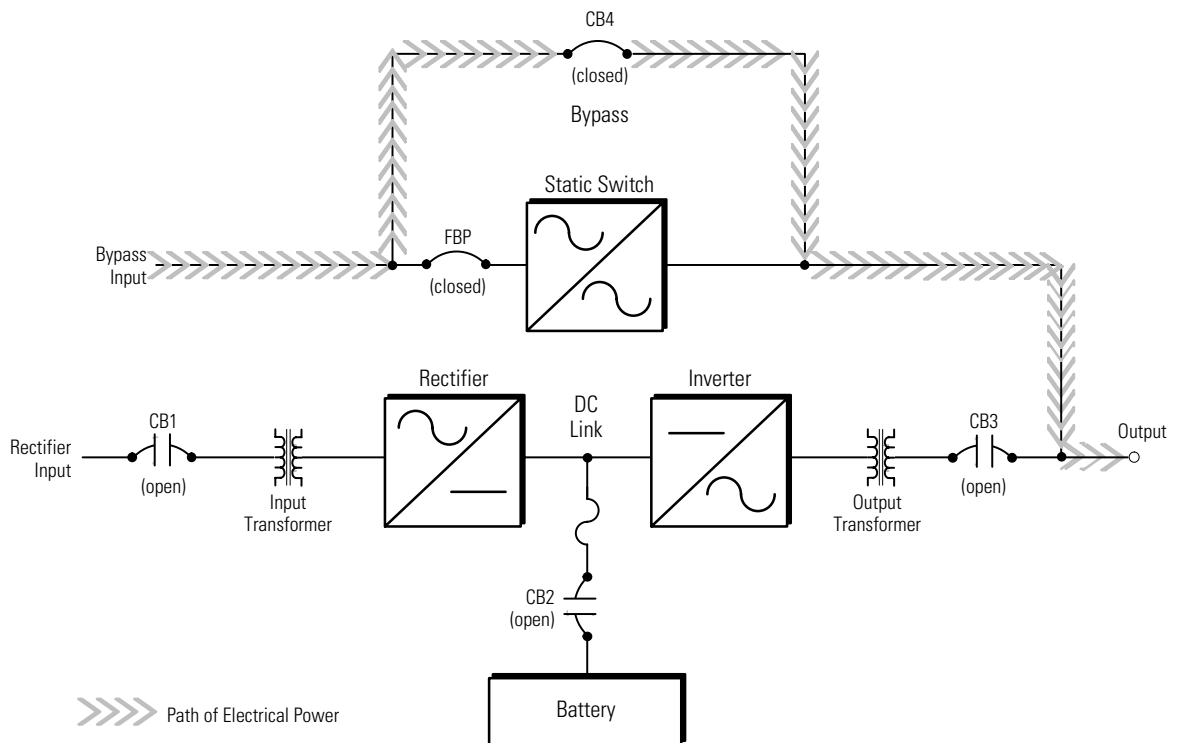 CB4
(closed)
Bypass
Static Switch
Bypass
Input
FBP
(closed)
Rectifier
Inverter
DC
Link
CB1
CB3
Output
Rectifier
Input
(open)
(open)
Input
Transformer
Output
Transformer
CB2
(open)
Battery
Path of Electrical Power